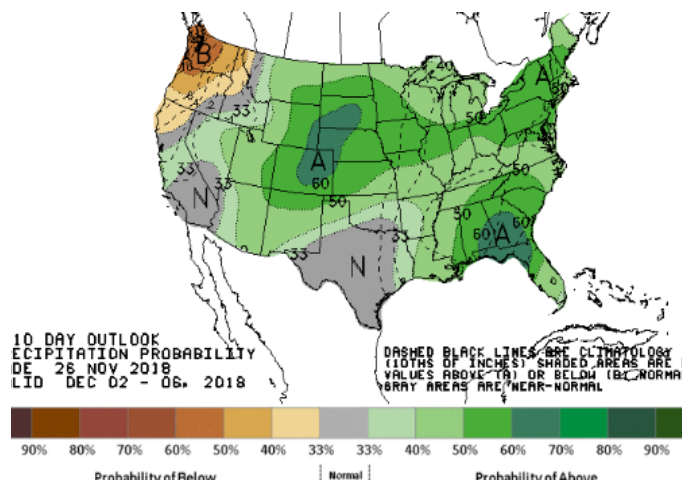 B
A
50
60
33
33
33
N
A
60
50
50
50
60
A
60
33
33
N
10 DAY OUTLOOK
ECIPITATION PROBABILITY
DE 26 NOV 2018
LID DEC 02 - 06, 2018
DASHED BLACK LINES ARE CLIMATOLOGY
(10THS OF INCHES) SHADED AREAS ARE
VALUES ABOVE (A) OR BELOW (B) NORMA
GRAY AREAS ARE NEAR-NORMAL
90% 80% 70% 60% 50% 40% 33% 33% 40% 50% 60% 70% 80% 90%
Probability of Below Normal Probability of Above